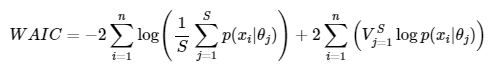 $WAIC = -2 \sum_{i=1}^{n} \log \left( \frac{1}{S} \sum_{j=1}^{S} p(x_i|\theta_j) \right) + 2 \sum_{i=1}^{n} \left( V_{j=1}^{S} \log p(x_i|\theta_j) \right)$